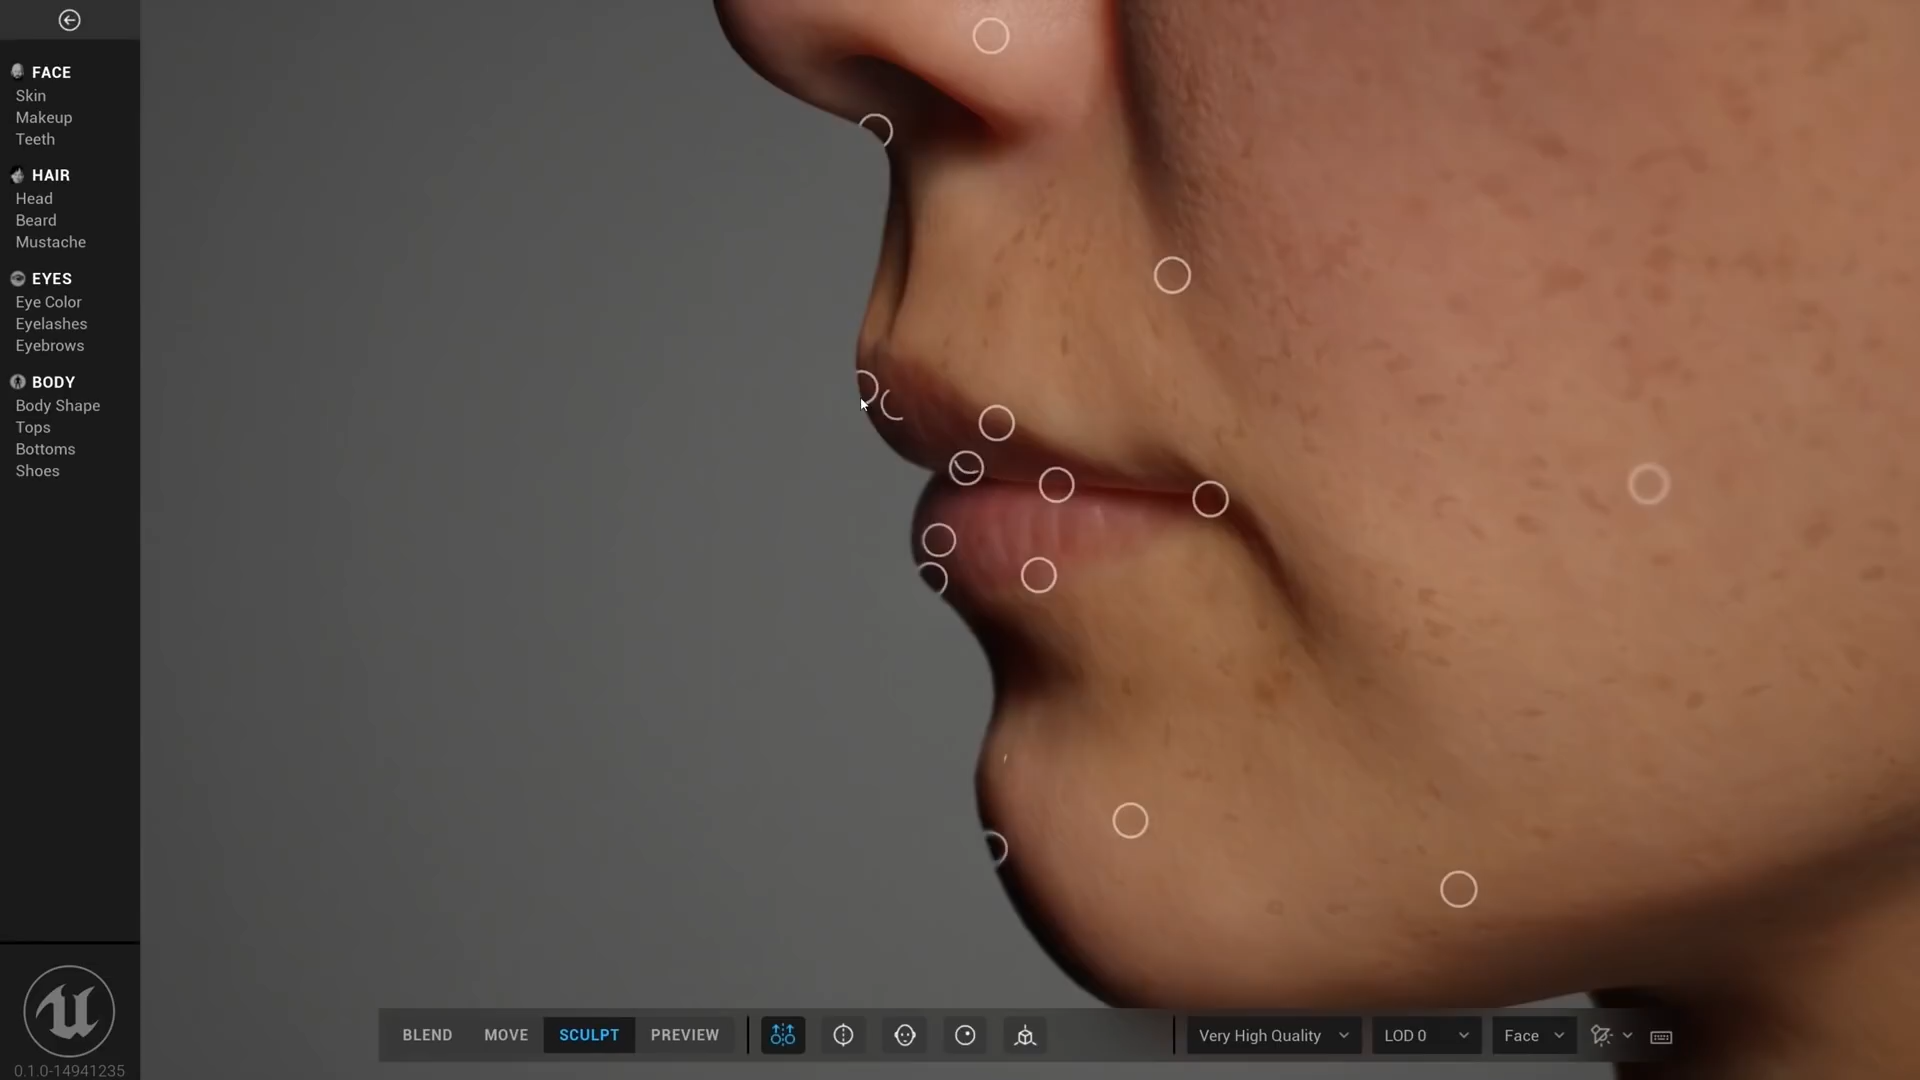 FACE
Skin
Makeup
Teeth
HAIR
Head
Beard
Mustache
EYES
Eye Color
Eyelashes
Eyebrows
BODY
Body Shape
Tops
Bottoms
Shoes
BLEND MOVE SCULPT PREVIEW Very High Quality LOD 0 Face
0.1.0-14941235